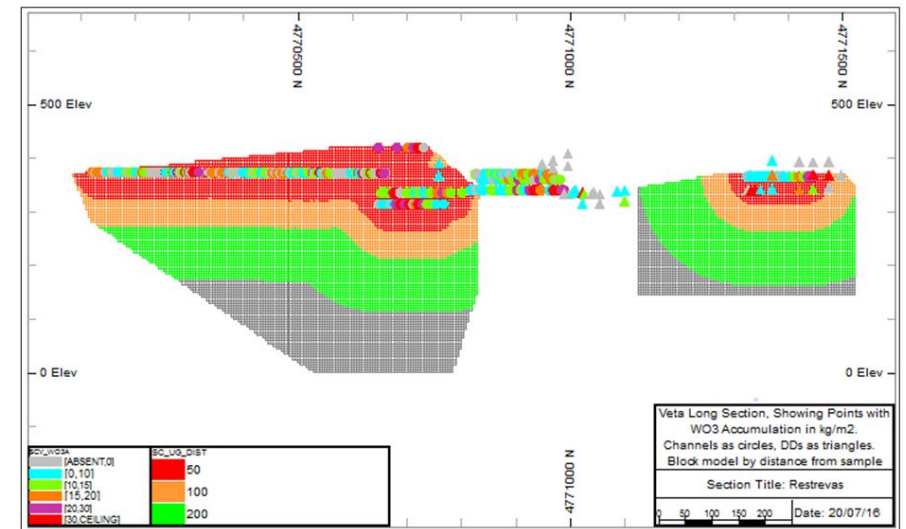 4770500 N
4771000 N
4771500 N
500 Elev
500 Elev
0 Elev
0 Elev
4771000 N
SCV_WO3A
[ABSENT,0]
[0,10]
[10,15]
[15,20]
[20,30]
[30,CEILING]
SC_UG_DIST
50
100
200
Veta Long Section, Showing Points with
WO3 Accumulation in kg/m2.
Channels as circles, DDs as triangles.
Block model by distance from sample
Section Title: Restrevas
0 50 100 150 200
Date: 20/07/16